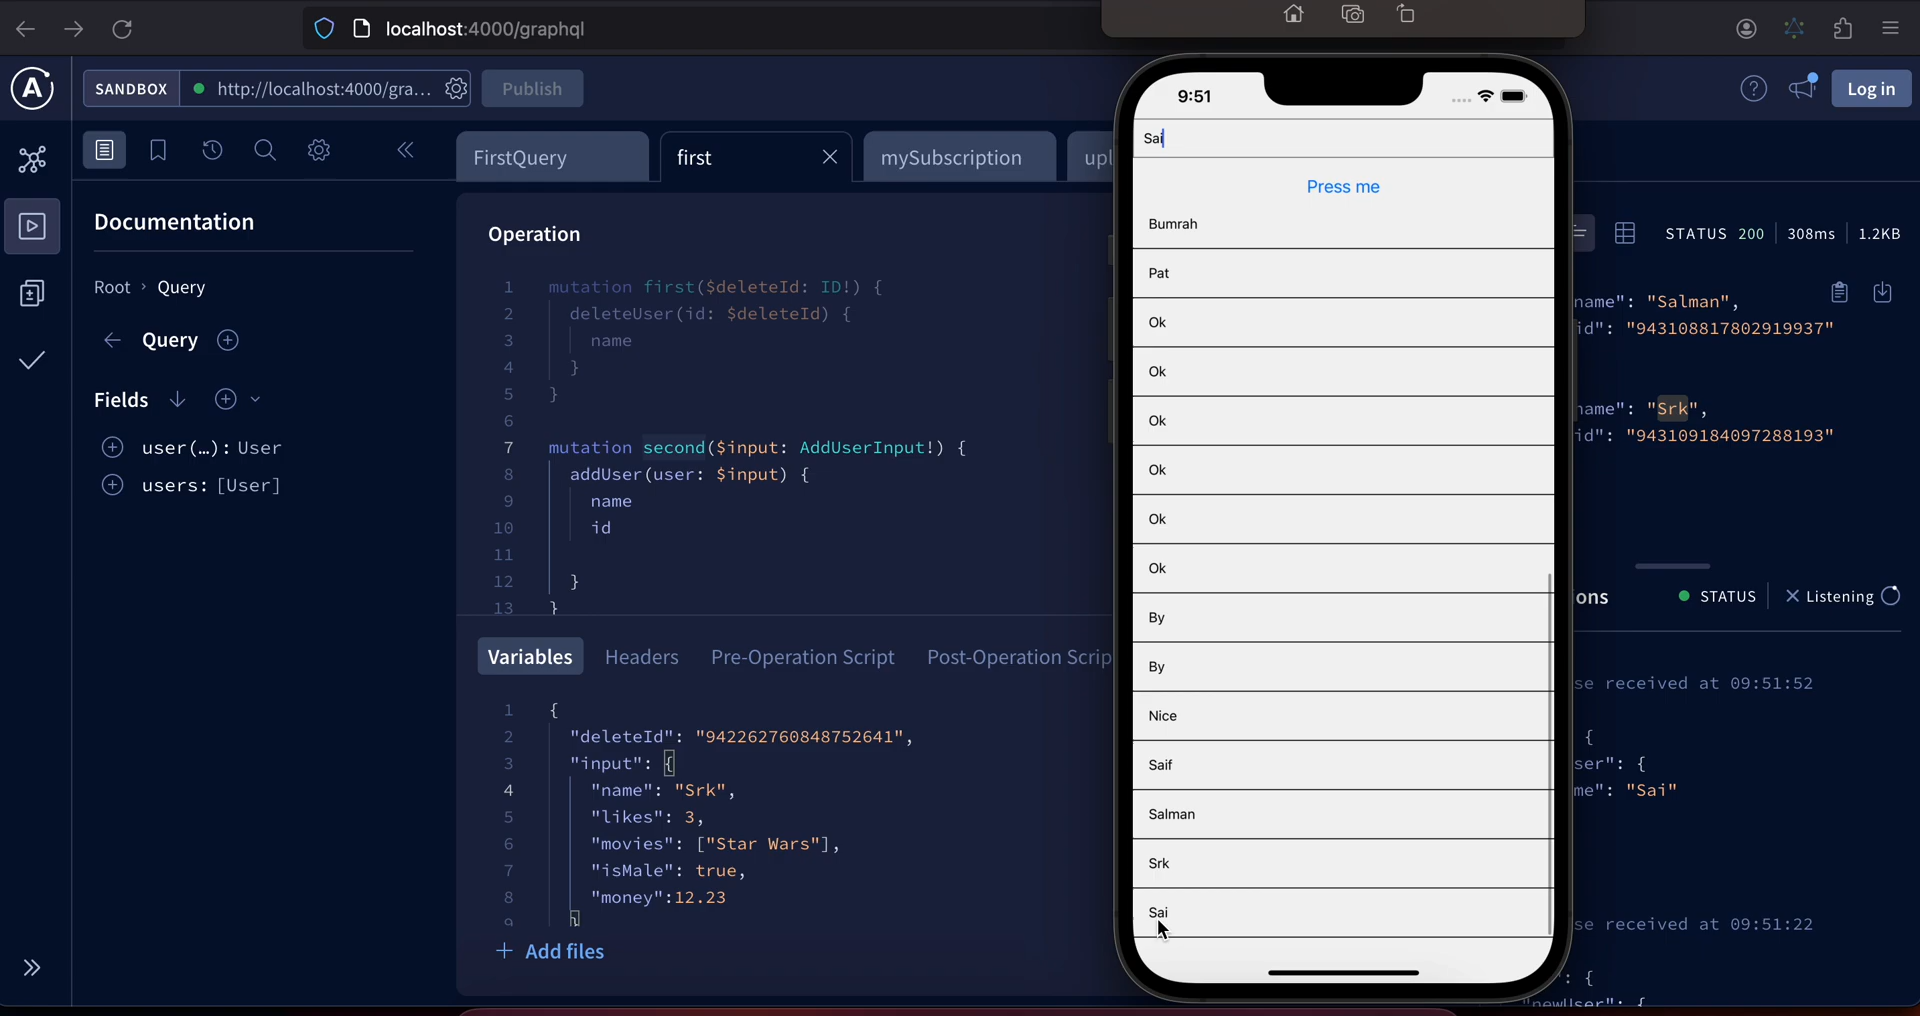 localhost:4000/graphql
SANDBOX
http://localhost:4000/gra...
Publish
Log in
FirstQuery
first
mySubscription
upl
Documentation
Root › Query
Query
Fields
user(…): User
users: [User]
Operation
1 mutation first($deleteId: ID!) {
2 deleteUser(id: $deleteId) {
3 name
4 }
5 }
6
7 mutation second($input: AddUserInput!) {
8 addUser(user: $input) {
9 name
10 id
11
12 }
13 }
Variables
Headers
Pre-Operation Script
Post-Operation Scrip
1 {
2 "deleteId": "942262760848752641",
3 "input": {
4 "name": "Srk",
5 "likes": 3,
6 "movies": ["Star Wars"],
7 "isMale": true,
8 "money":12.23
9 }
+ Add files
9:51
Sai
Press me
Bumrah
Pat
Ok
Ok
Ok
Ok
Ok
Ok
By
By
Nice
Saif
Salman
Srk
Sai
STATUS 200
308ms
1.2KB
name": "Salman",
id": "943108817802919937"
name": "Srk",
id": "943109184097288193"
ons
STATUS
Listening
se received at 09:51:52
{
ser": {
me": "Sai"
se received at 09:51:22
: {
"newUser": {